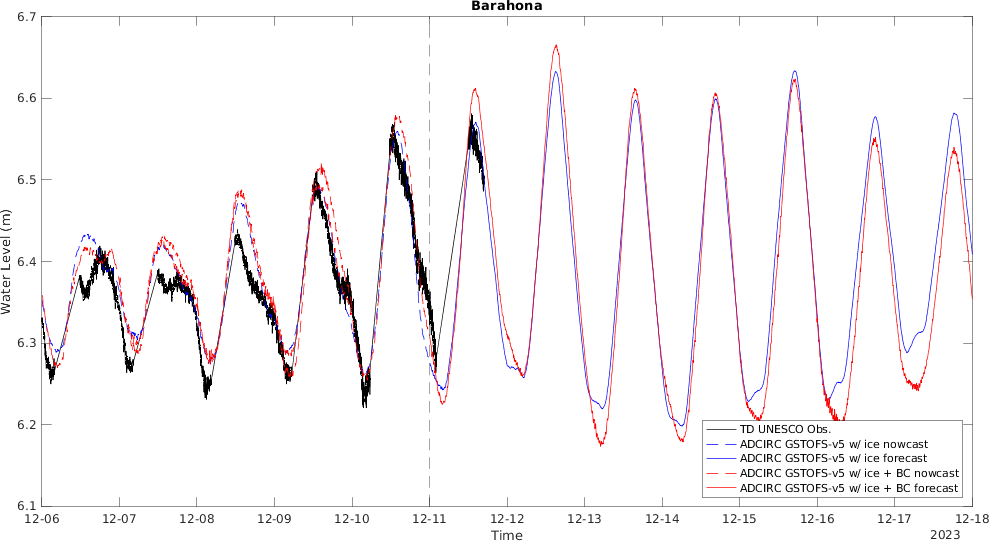 Barahona
6.7
6.6
6.5
6.4
6.3
6.2
6.1
Water Level (m)
TD UNESCO Obs.
ADCIRC GSTOFS-v5 w/ ice nowcast
ADCIRC GSTOFS-v5 w/ ice forecast
ADCIRC GSTOFS-v5 w/ ice + BC nowcast
ADCIRC GSTOFS-v5 w/ ice + BC forecast
12-06 12-07 12-08 12-09 12-10 12-11 12-12 12-13 12-14 12-15 12-16 12-17 12-18
Time
2023